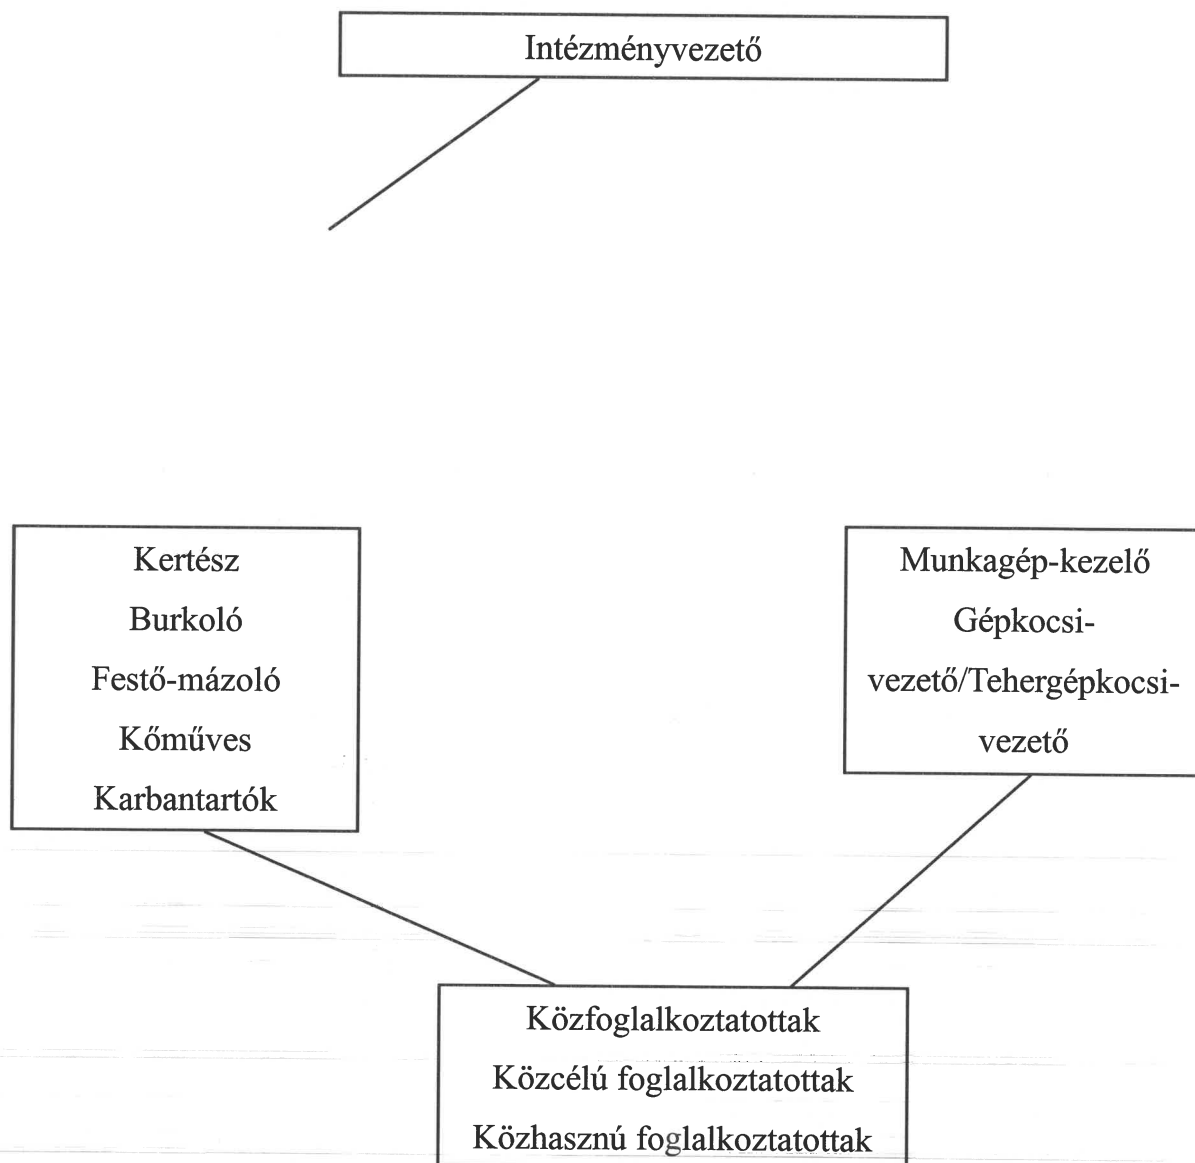 Intézményvezető
Kertész
Burkoló
Festő-mázoló
Kőműves
Karbantartók
Munkagép-kezelő
Gépkocsi-
vezető/Tehergépkocsi-
vezető
Közfoglalkoztatottak
Közcélú foglalkoztatottak
Közhasznú foglalkoztatottak